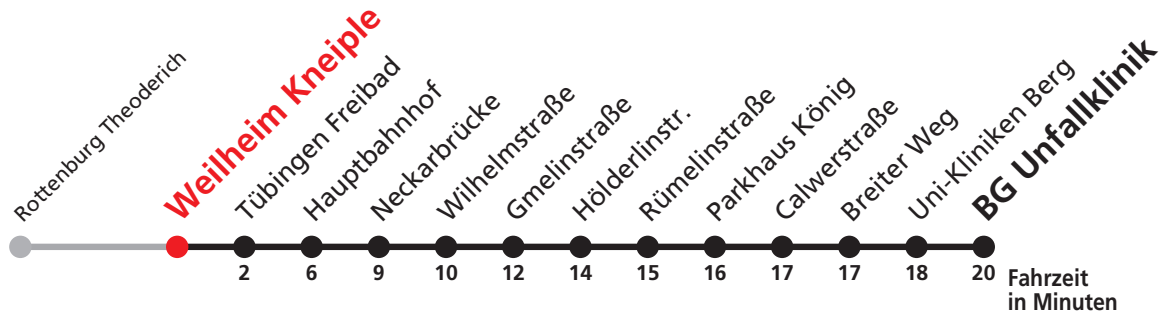 Rottenburg Theoderich
Weilheim Kneiple
Tübingen Freibad
Hauptbahnhof
Neckarbrücke
Wilhelmstraße
Gmelinstraße
Hölderlinstr.
Rümelinstraße
Parkhaus König
Calwerstraße
Breiter Weg
Uni-Kliniken Berg
BG Unfallklinik
2 6 9 10 12 14 15 16 17 17 18 20
Fahrzeit
in Minuten